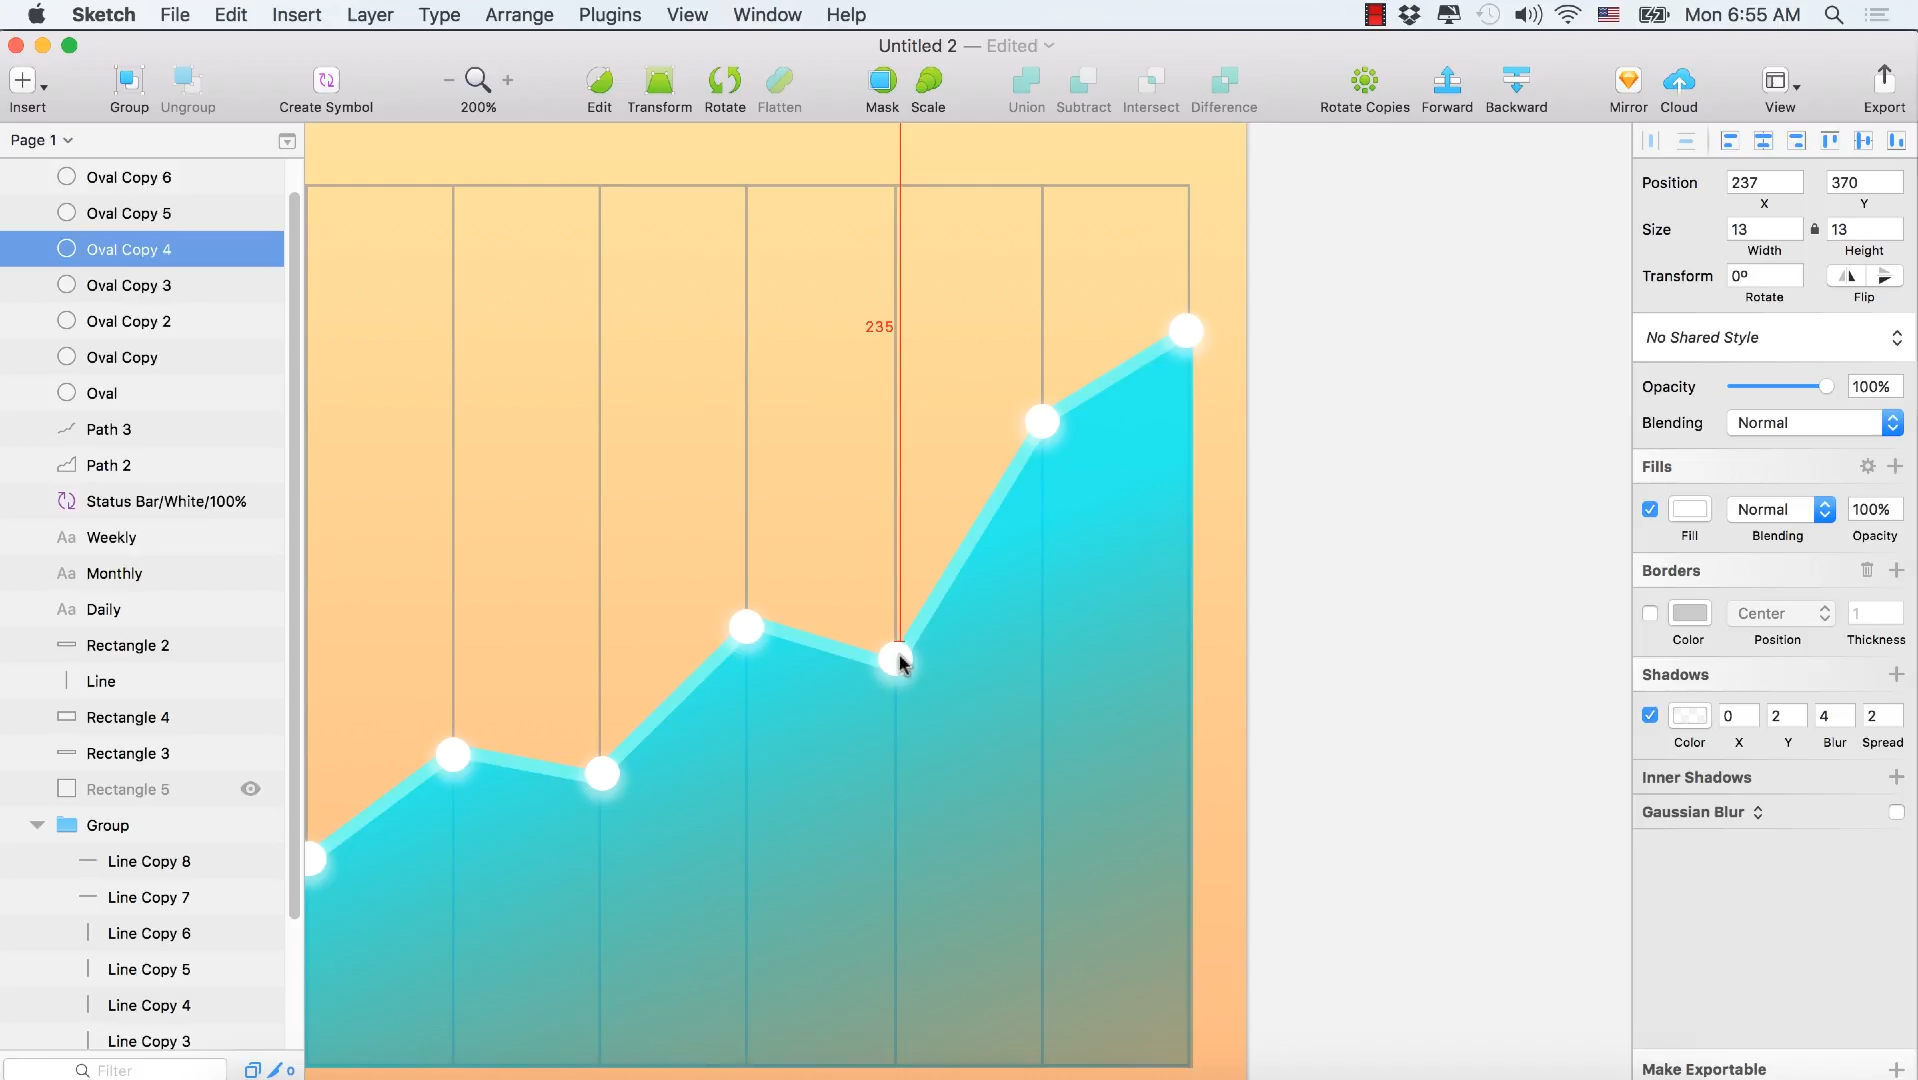 Sketch File Edit Insert Layer Type Arrange Plugins View Window Help Mon 6:55 AM
Untitled 2 — Edited
Insert Group Ungroup Create Symbol 200% Edit Transform Rotate Flatten Mask Scale Union Subtract Intersect Difference Rotate Copies Forward Backward Mirror Cloud View Export
Page 1
Oval Copy 6
Oval Copy 5
Oval Copy 4
Oval Copy 3
Oval Copy 2
Oval Copy
Oval
Path 3
Path 2
Status Bar/White/100%
Aa Weekly
Aa Monthly
Aa Daily
Rectangle 2
Line
Rectangle 4
Rectangle 3
Rectangle 5
Group
Line Copy 8
Line Copy 7
Line Copy 6
Line Copy 5
Line Copy 4
Line Copy 3
Filter 0
235
Position 237 370
X Y
Size 13 13
Width Height
Transform 0º
Rotate Flip
No Shared Style
Opacity 100%
Blending Normal
Fills
Normal 100%
Fill Blending Opacity
Borders
Center 1
Color Position Thickness
Shadows
0 2 4 2
Color X Y Blur Spread
Inner Shadows
Gaussian Blur
Make Exportable